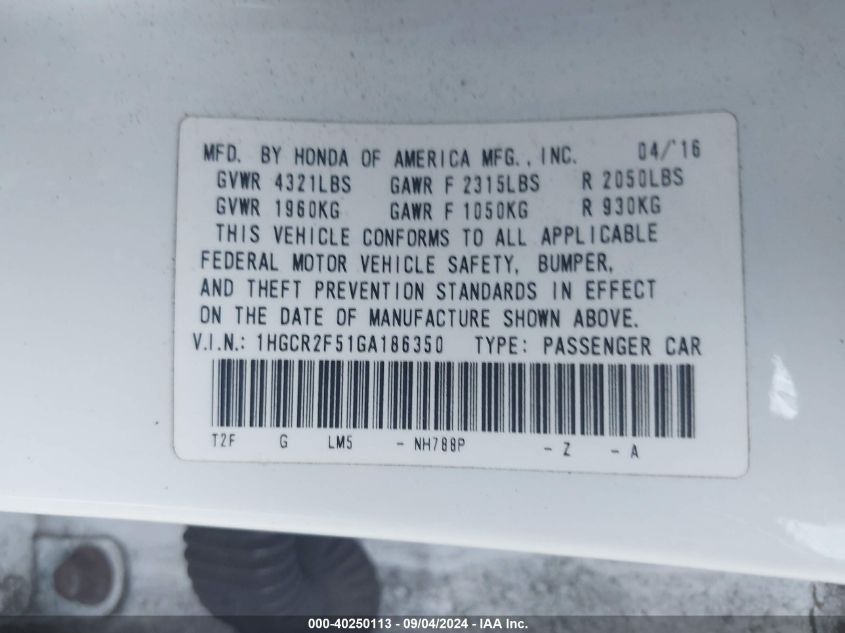 MFD. BY HONDA OF AMERICA MFG., INC. 04/'16
GVWR 4321LBS GAWR F 2315LBS R 2050LBS
GVWR 1960KG GAWR F 1050KG R 930KG
THIS VEHICLE CONFORMS TO ALL APPLICABLE
FEDERAL MOTOR VEHICLE SAFETY, BUMPER,
AND THEFT PREVENTION STANDARDS IN EFFECT
ON THE DATE OF MANUFACTURE SHOWN ABOVE.
V.I.N.: 1HGCR2F51GA186350 TYPE: PASSENGER CAR
T2F G LM5 - NH788P - Z - A
000-40250113 - 09/04/2024 - IAA Inc.